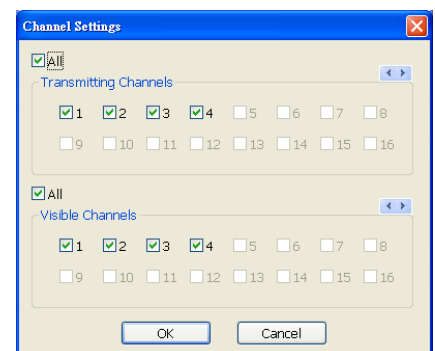 Channel Settings
All
Transmitting Channels
1 2 3 4 5 6 7 8
9 10 11 12 13 14 15 16
All
Visible Channels
1 2 3 4 5 6 7 8
9 10 11 12 13 14 15 16
OK Cancel